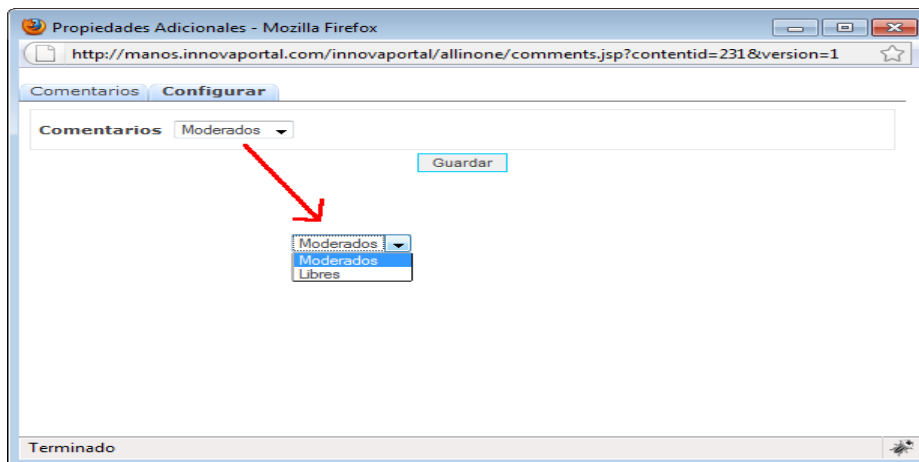 Propiedades Adicionales - Mozilla Firefox
http://manos.innovaportal.com/innovaportal/allinone/comments.jsp?contentid=231&version=1
Comentarios Configurar
Comentarios Moderados
Guardar
Moderados
Moderados
Libres
Terminado